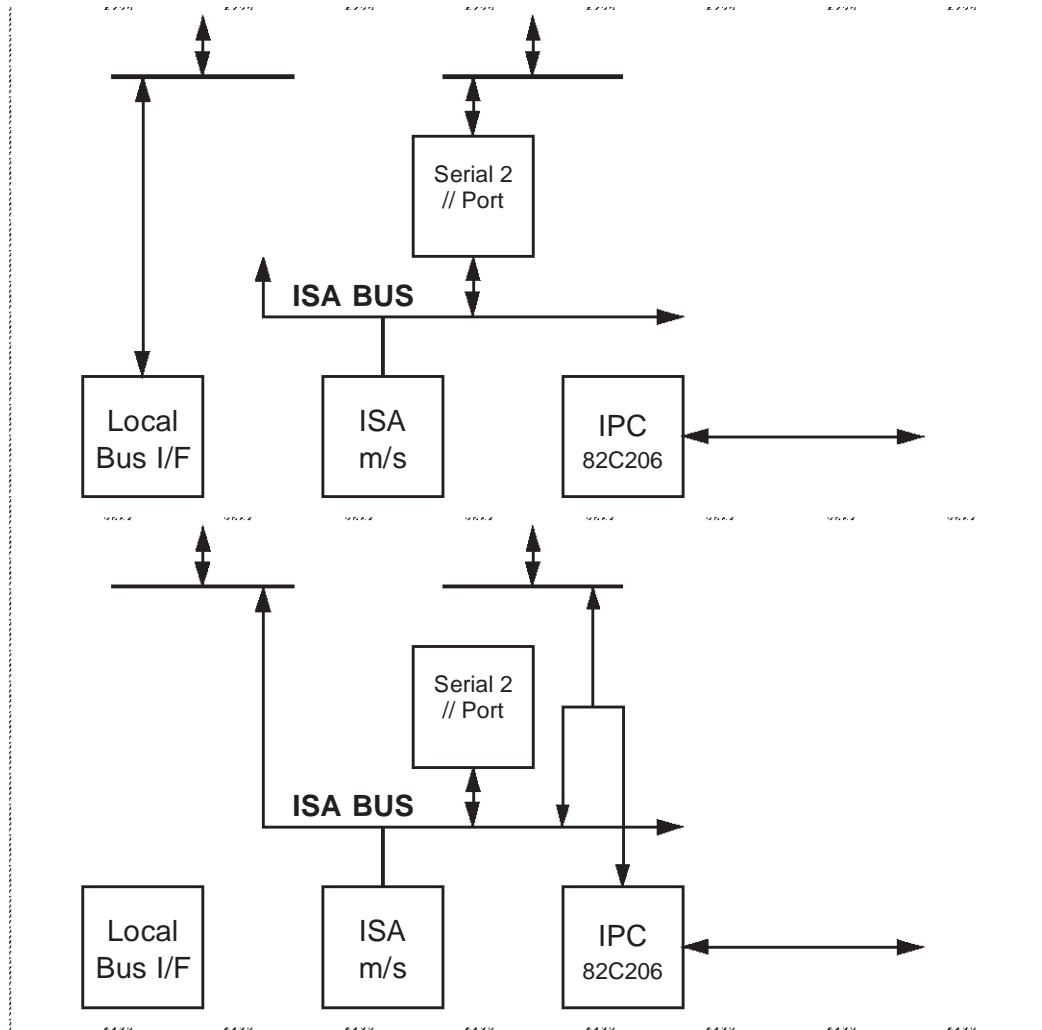 Serial 2
// Port
ISA BUS
Local
Bus I/F
ISA
m/s
IPC
82C206
Serial 2
// Port
ISA BUS
Local
Bus I/F
ISA
m/s
IPC
82C206